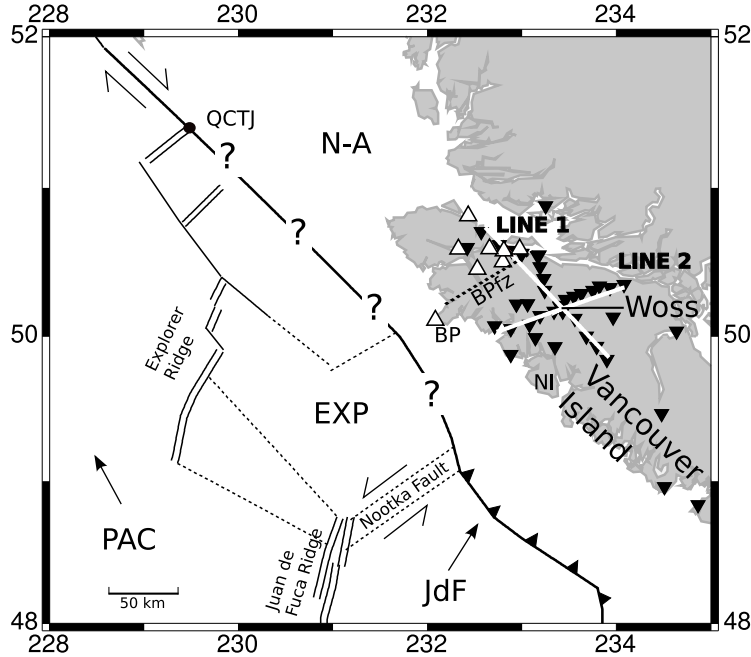 228 230 232 234
52 52
QCTJ
N-A
?
LINE 1
?
LINE 2
BPfz
Woss
?
50 50
BP
Explorer
Ridge
NI
?
Vancouver
Island
EXP
Nootka Fault
PAC
Juan de
Fuca Ridge
JdF
50 km
48 48
228 230 232 234